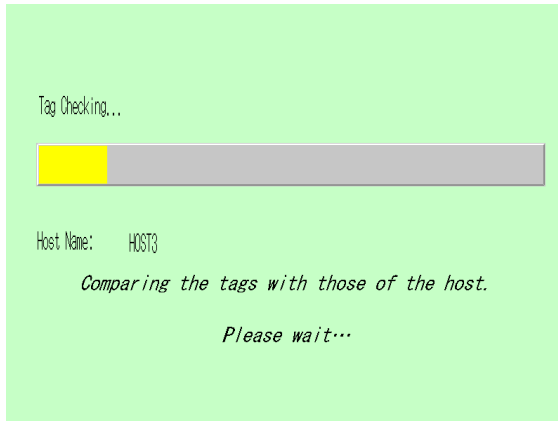 Tag Checking...
Host Name: HOST3
Comparing the tags with those of the host.
Please wait…